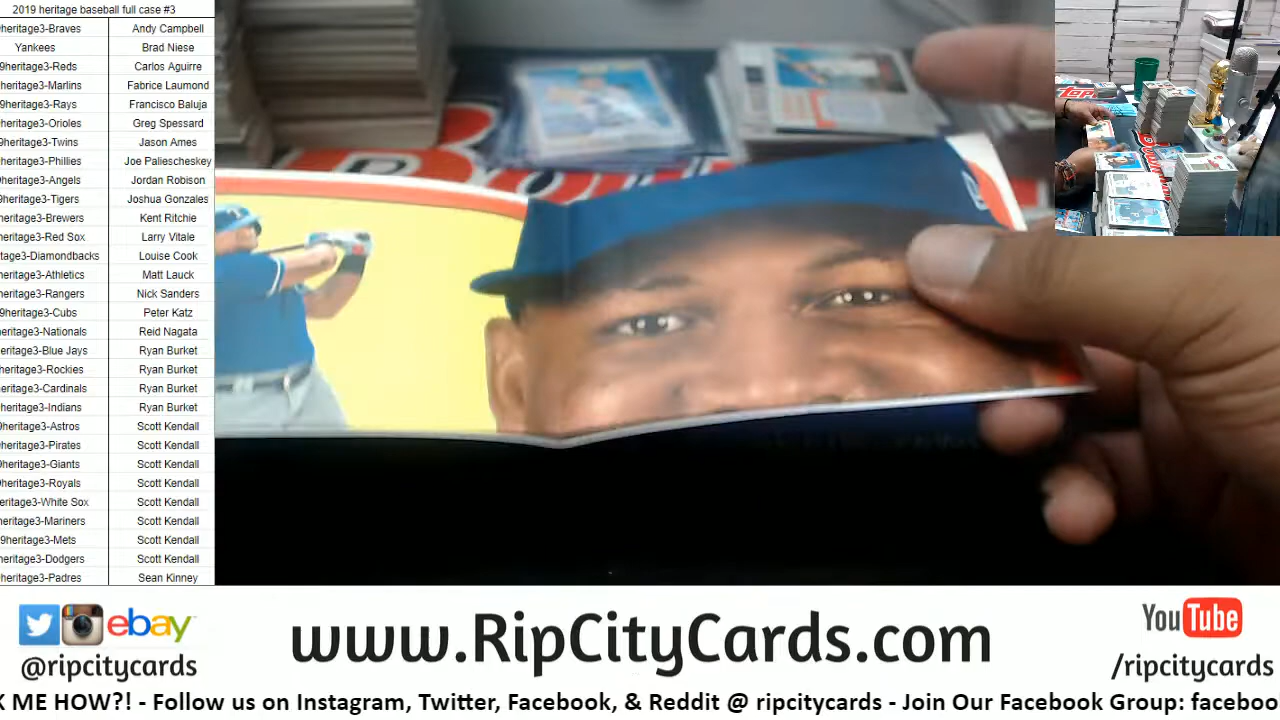 2019 heritage baseball full case #3
heritage3-Braves Andy Campbell
Yankees Brad Niese
9heritage3-Reds Carlos Aguirre
heritage3-Marlins Fabrice Laumond
9heritage3-Rays Francisco Baluja
heritage3-Orioles Greg Spessard
9heritage3-Twins Jason Ames
heritage3-Phillies Joe Paliescheskey
heritage3-Angels Jordan Robison
9heritage3-Tigers Joshua Gonzales
heritage3-Brewers Kent Ritchie
heritage3-Red Sox Larry Vitale
tage3-Diamondbacks Louise Cook
heritage3-Athletics Matt Lauck
heritage3-Rangers Nick Sanders
9heritage3-Cubs Peter Katz
heritage3-Nationals Reid Nagata
eritage3-Blue Jays Ryan Burket
heritage3-Rockies Ryan Burket
heritage3-Cardinals Ryan Burket
heritage3-Indians Ryan Burket
9heritage3-Astros Scott Kendall
heritage3-Pirates Scott Kendall
9heritage3-Giants Scott Kendall
9heritage3-Royals Scott Kendall
eritage3-White Sox Scott Kendall
heritage3-Mariners Scott Kendall
9heritage3-Mets Scott Kendall
heritage3-Dodgers Scott Kendall
heritage3-Padres Sean Kinney
ebay
@ripcitycards
www.RipCityCards.com
YouTube
/ripcitycards
K ME HOW?! - Follow us on Instagram, Twitter, Facebook, & Reddit @ ripcitycards - Join Our Facebook Group: faceboo